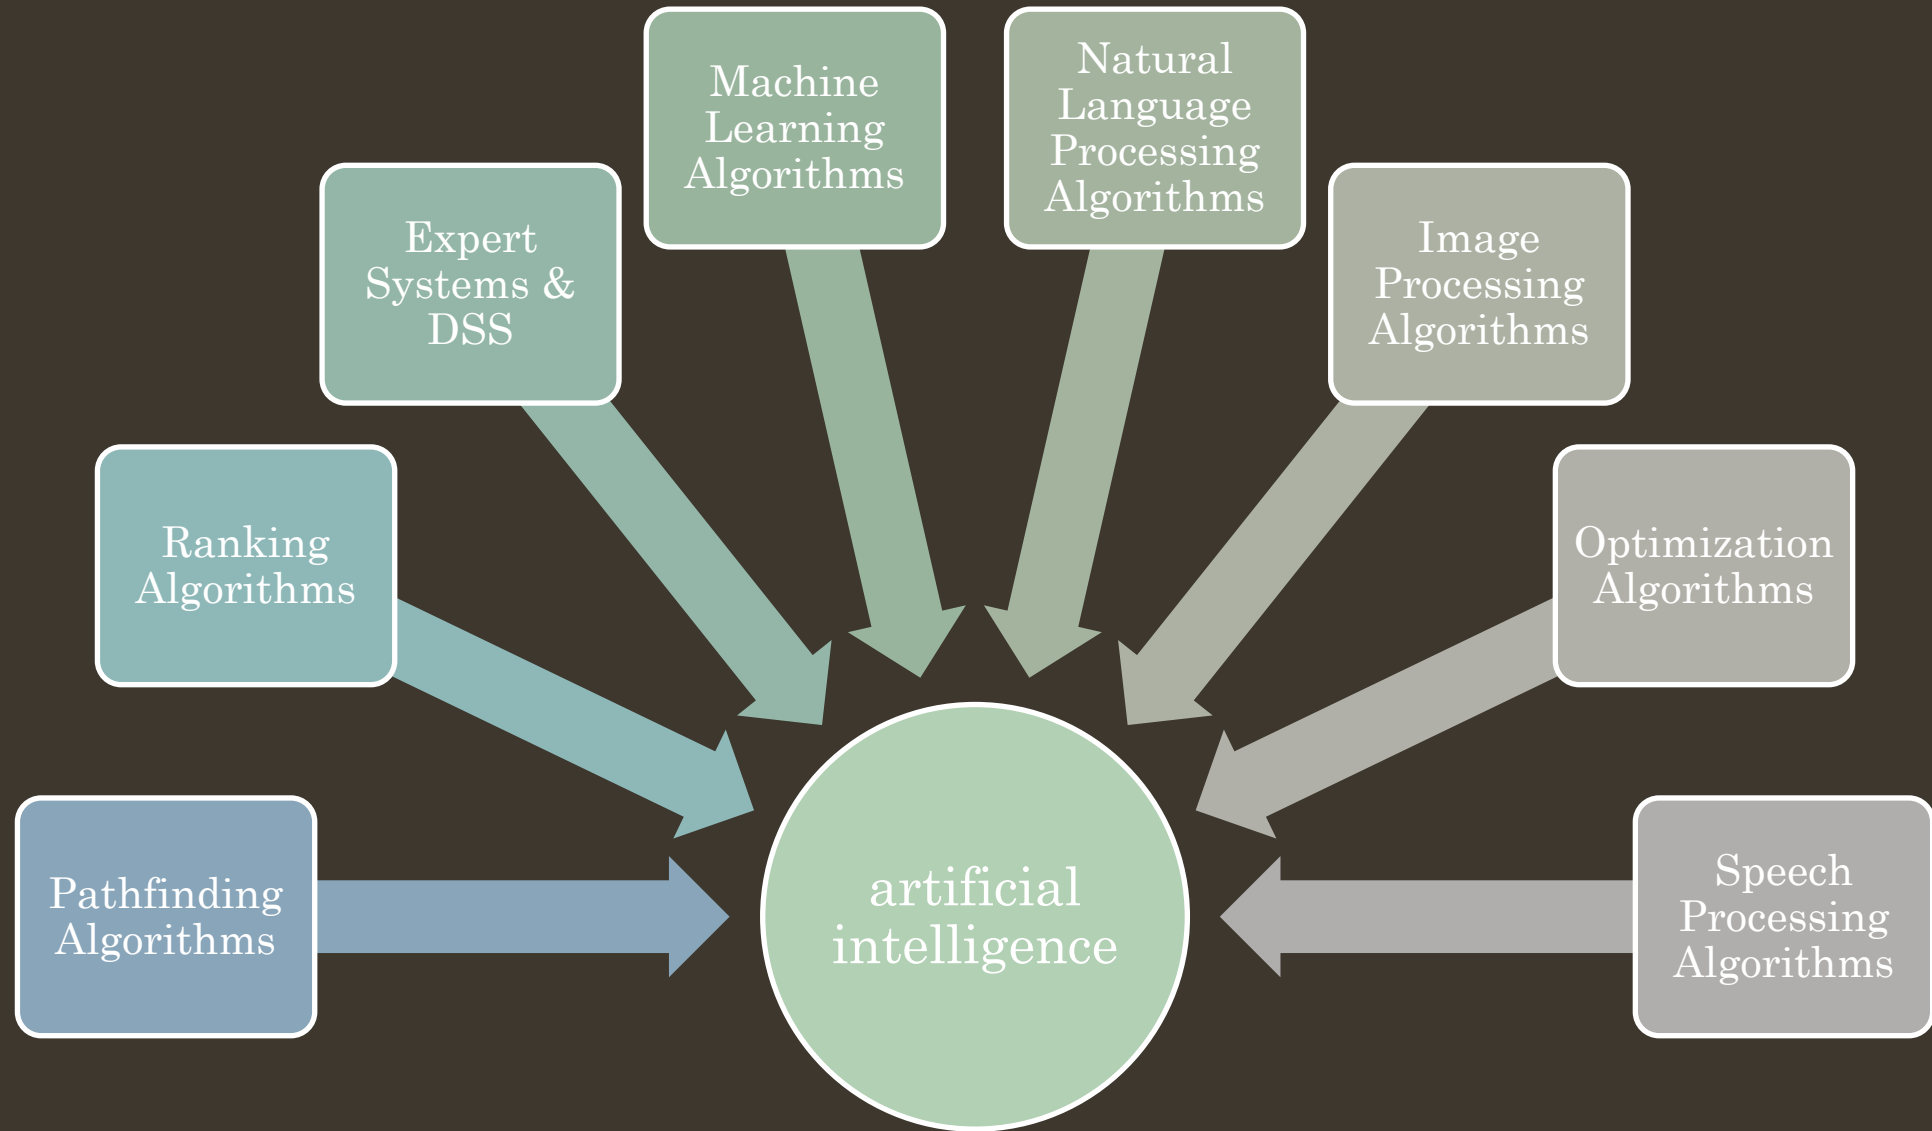 Machine
Learning
Algorithms
Natural
Language
Processing
Algorithms
Expert
Systems &
DSS
Image
Processing
Algorithms
Ranking
Algorithms
Optimization
Algorithms
Pathfinding
Algorithms
artificial
intelligence
Speech
Processing
Algorithms